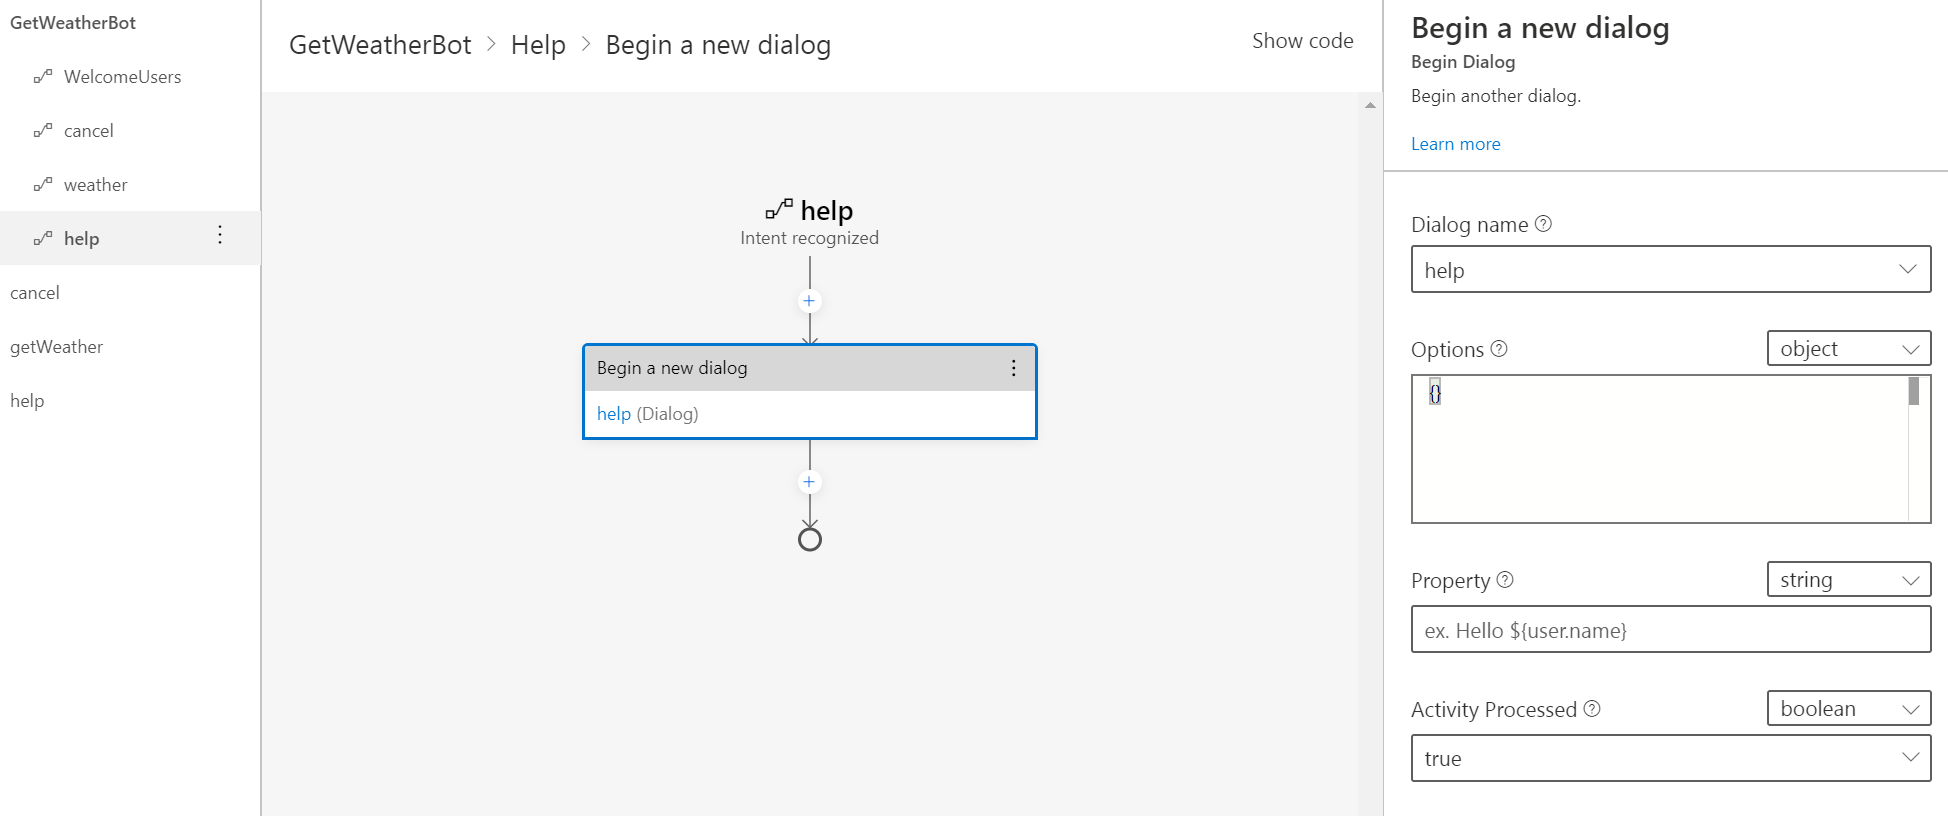 GetWeatherBot
WelcomeUsers
cancel
weather
help
cancel
getWeather
help
GetWeatherBot > Help > Begin a new dialog
Show code
help
Intent recognized
+
Begin a new dialog
help (Dialog)
+
Begin a new dialog
Begin Dialog
Begin another dialog.
Learn more
Dialog name ?
help
Options ? object
{}
Property ? string
ex. Hello ${user.name}
Activity Processed ? boolean
true